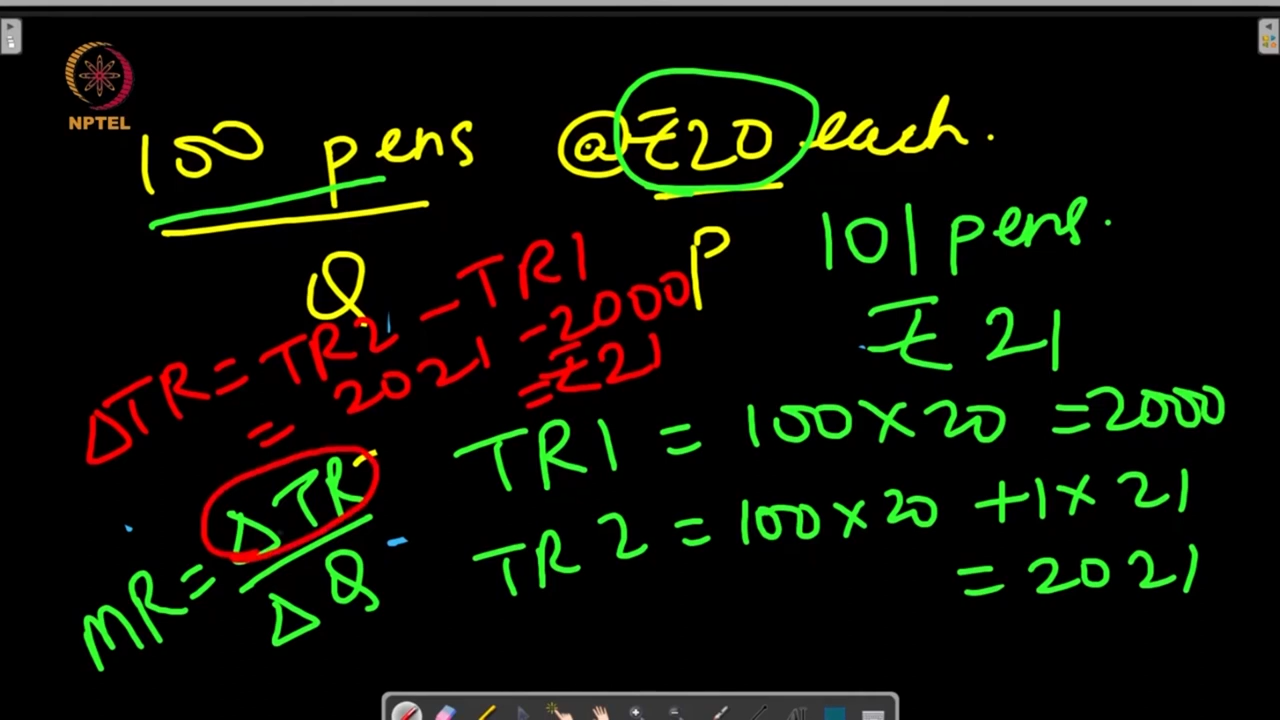 NPTEL
100 pens @ ₹20 each.
Q
P
101 pens.
₹ 21
ΔTR = TR2 - TR1
= 2021 - 2000
= ₹21
TR1 = 100 × 20 = 2000
TR2 = 100 × 20 + 1 × 21
= 2021
MR = ΔTR / ΔQ